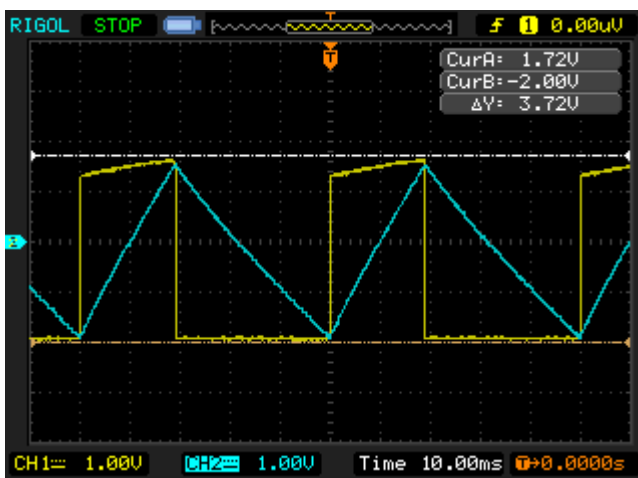 RIGOL STOP T f 1 0.00uV
T
CurA: 1.72V
CurB:-2.00V
△Y: 3.72V
CH1 1.00V CH2 1.00V Time 10.00ms T→0.0000s